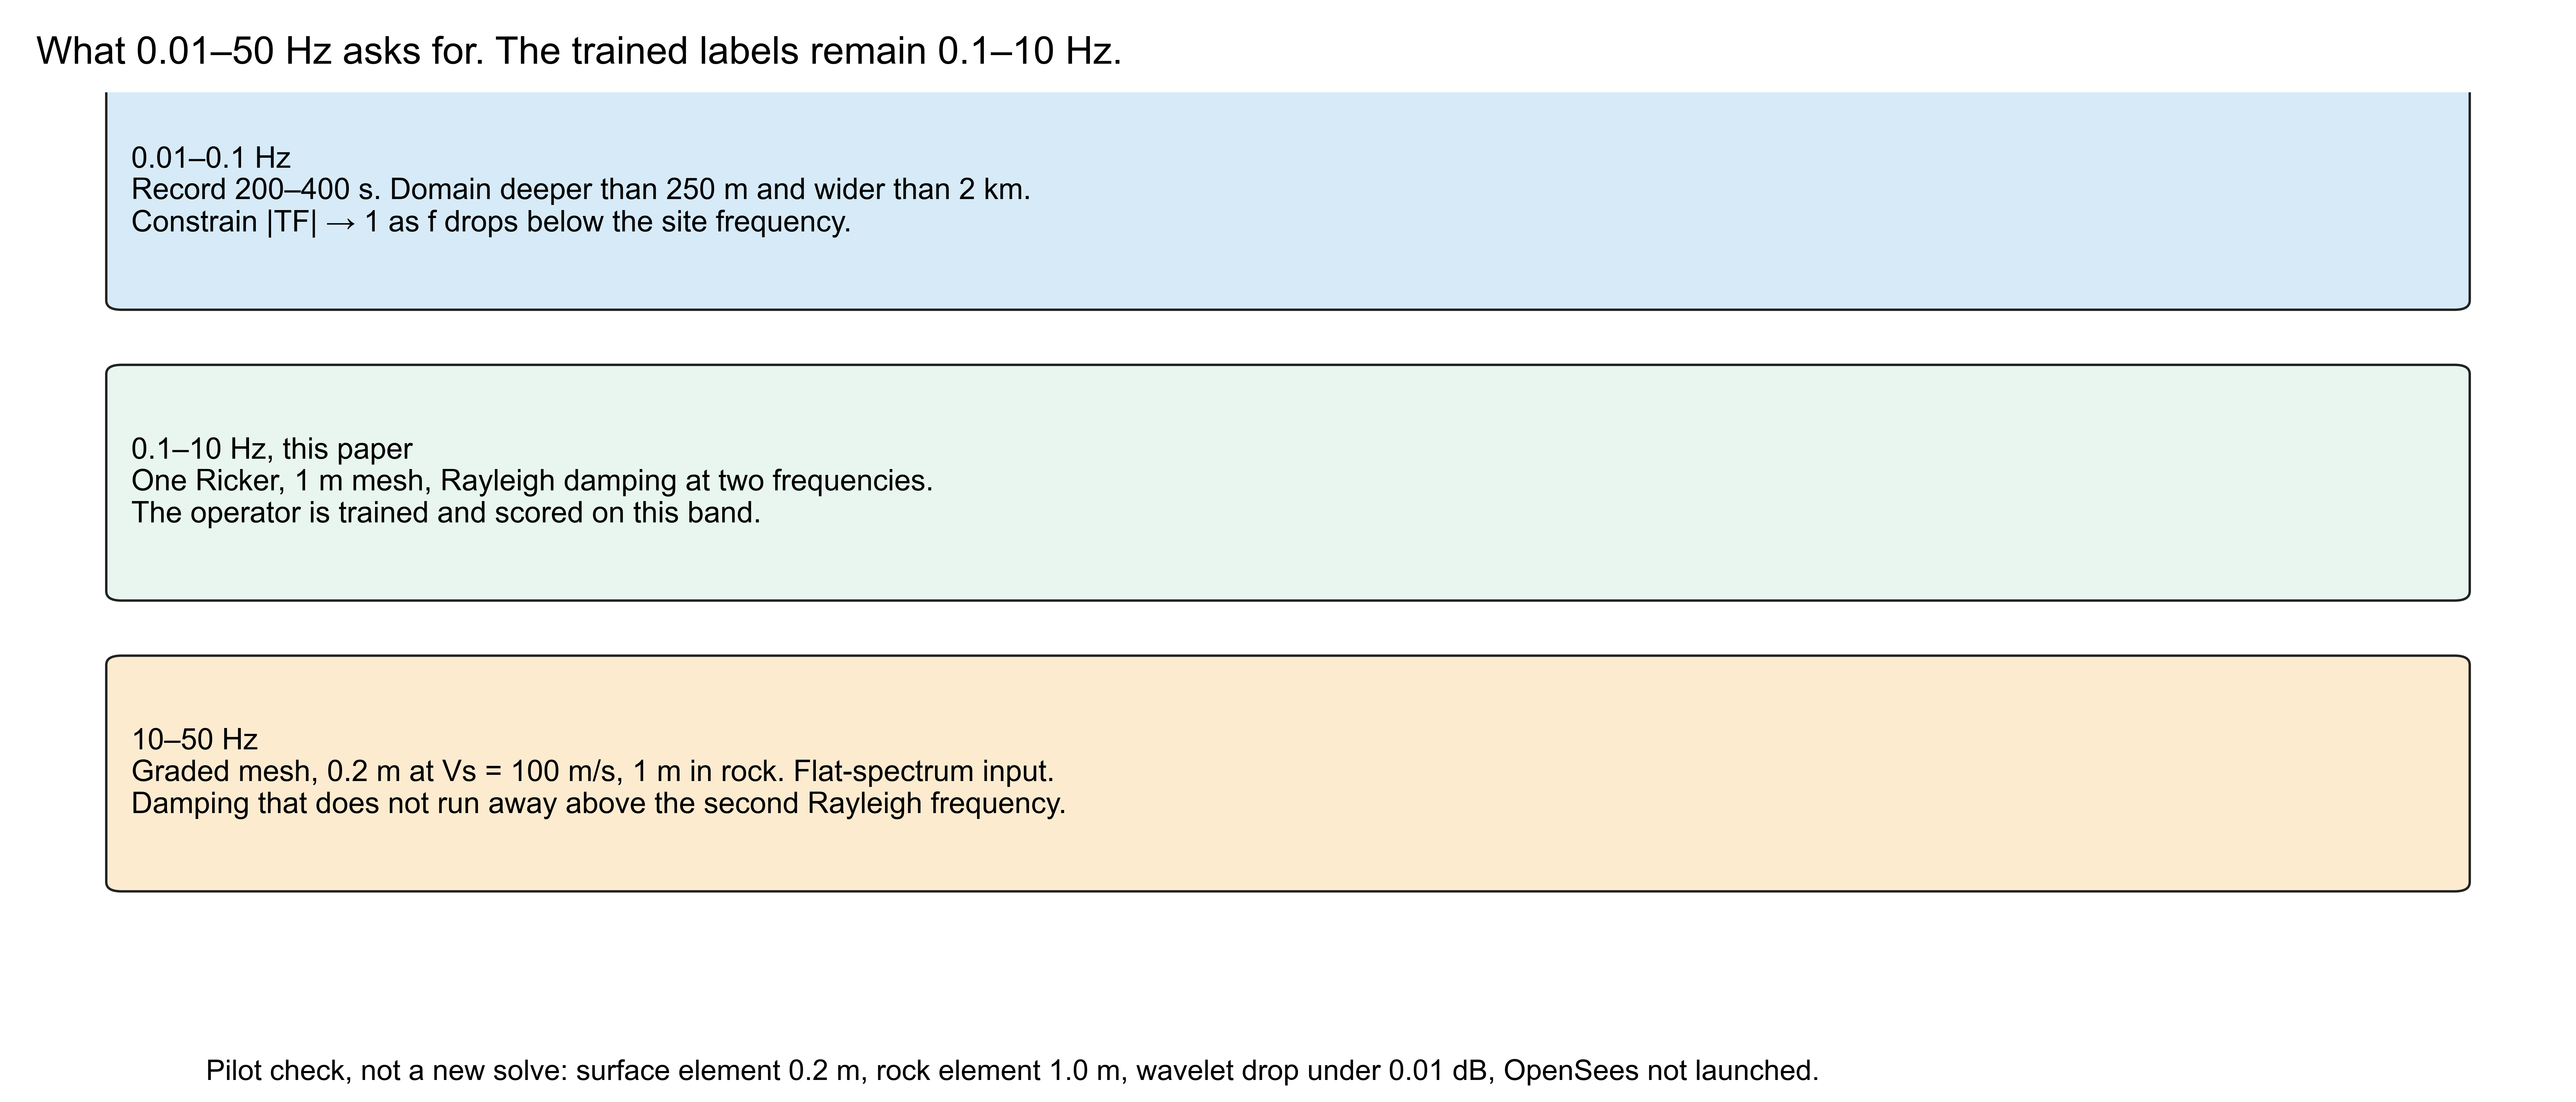 What 0.01–50 Hz asks for. The trained labels remain 0.1–10 Hz.
0.01–0.1 Hz
Record 200–400 s. Domain deeper than 250 m and wider than 2 km.
Constrain |TF| → 1 as f drops below the site frequency.
0.1–10 Hz, this paper
One Ricker, 1 m mesh, Rayleigh damping at two frequencies.
The operator is trained and scored on this band.
10–50 Hz
Graded mesh, 0.2 m at Vs = 100 m/s, 1 m in rock. Flat-spectrum input.
Damping that does not run away above the second Rayleigh frequency.
Pilot check, not a new solve: surface element 0.2 m, rock element 1.0 m, wavelet drop under 0.01 dB, OpenSees not launched.